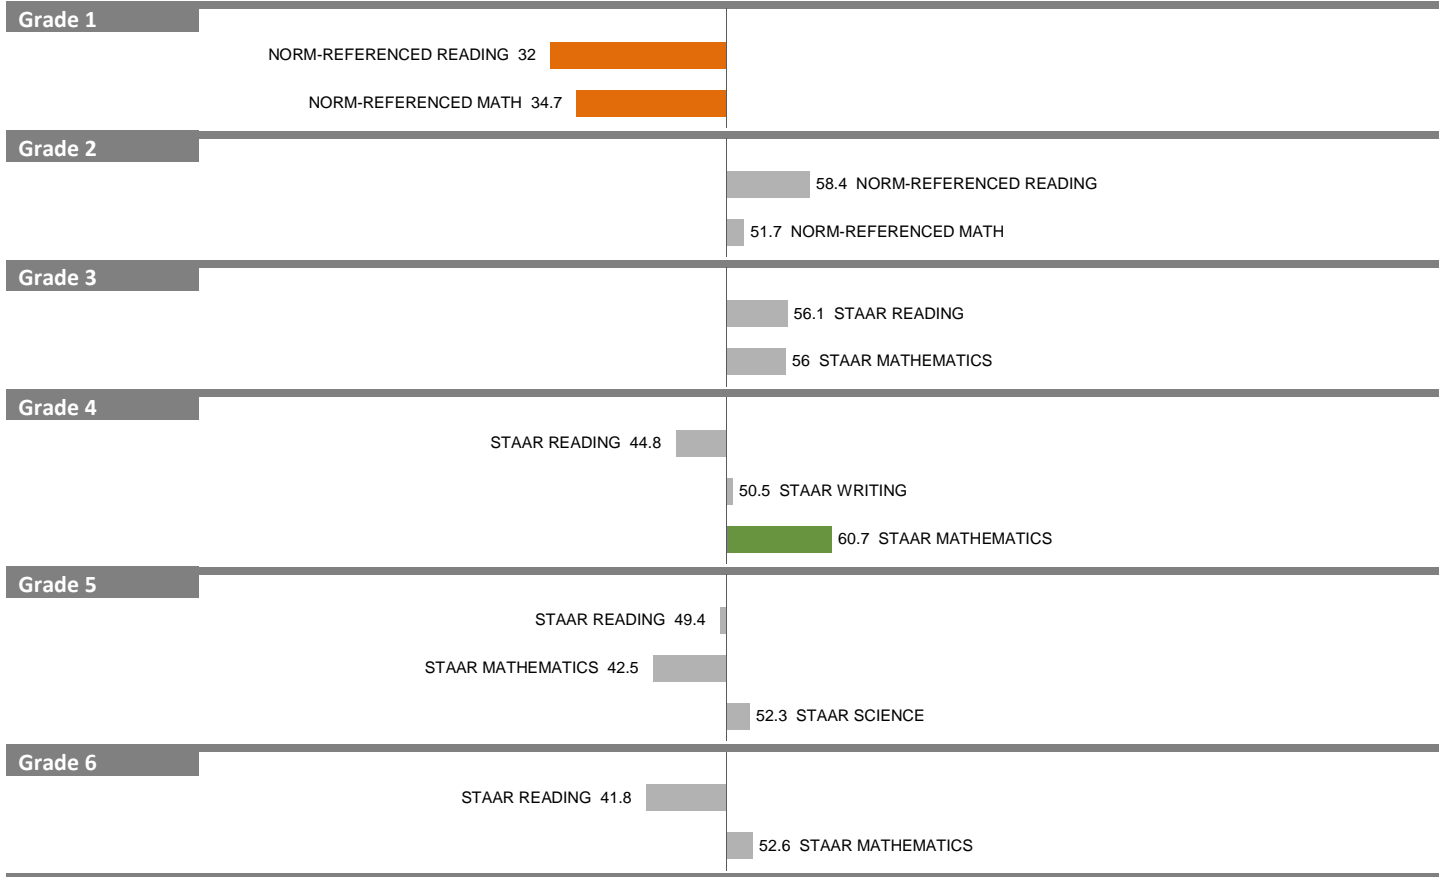 Grade 1
NORM-REFERENCED READING 32
NORM-REFERENCED MATH 34.7
Grade 2
58.4 NORM-REFERENCED READING
51.7 NORM-REFERENCED MATH
Grade 3
56.1 STAAR READING
56 STAAR MATHEMATICS
Grade 4
STAAR READING 44.8
50.5 STAAR WRITING
60.7 STAAR MATHEMATICS
Grade 5
STAAR READING 49.4
STAAR MATHEMATICS 42.5
52.3 STAAR SCIENCE
Grade 6
STAAR READING 41.8
52.6 STAAR MATHEMATICS